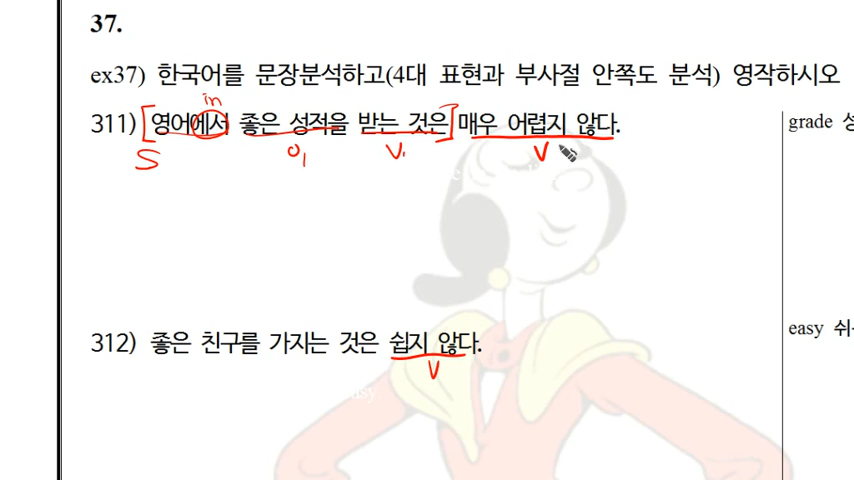 37.
ex37) 한국어를 문장분석하고(4대 표현과 부사절 안쪽도 분석) 영작하시오
in
311) [영어에서 좋은 성적을 받는 것은] 매우 어렵지 않다.
grade 성
S O1 V1 V
312) 좋은 친구를 가지는 것은 쉽지 않다.
easy 쉬
V